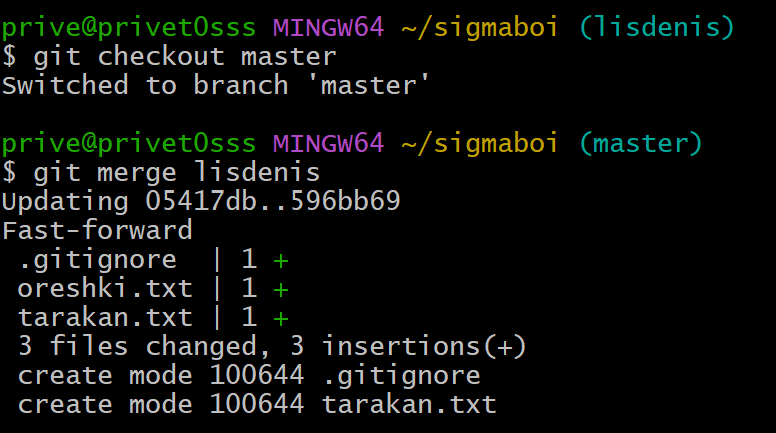 prive@privet0sss MINGW64 ~/sigmaboi (lisdenis)
$ git checkout master
Switched to branch 'master'
prive@privet0sss MINGW64 ~/sigmaboi (master)
$ git merge lisdenis
Updating 05417db..596bb69
Fast-forward
.gitignore | 1 +
oreshki.txt | 1 +
tarakan.txt | 1 +
3 files changed, 3 insertions(+)
create mode 100644 .gitignore
create mode 100644 tarakan.txt